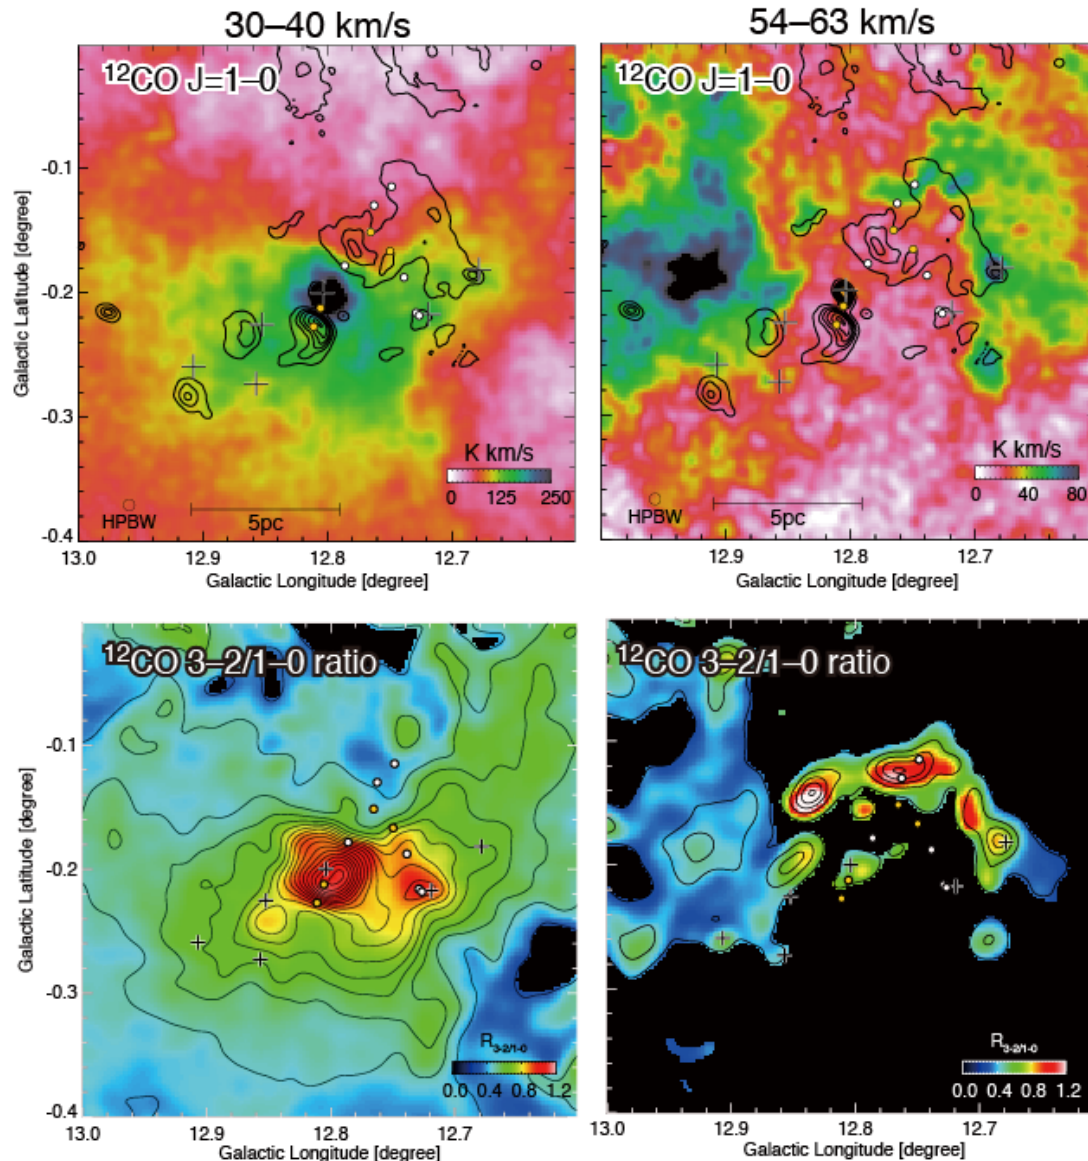 30–40 km/s
54–63 km/s
¹²CO J=1–0
¹²CO J=1–0
-0.1
-0.2
-0.3
-0.4
Galactic Latitude [degree]
K km/s
0 125 250
K km/s
0 40 80
HPBW
5pc
HPBW
5pc
13.0 12.9 12.8 12.7
12.9 12.8 12.7
Galactic Longitude [degree]
Galactic Longitude [degree]
¹²CO 3–2/1–0 ratio
¹²CO 3–2/1–0 ratio
-0.1
-0.2
-0.3
-0.4
Galactic Latitude [degree]
R3-2/1-0
0.0 0.4 0.8 1.2
R3-2/1-0
0.0 0.4 0.8 1.2
13.0 12.9 12.8 12.7
13.0 12.9 12.8 12.7
Galactic Longitude [degree]
Galactic Longitude [degree]